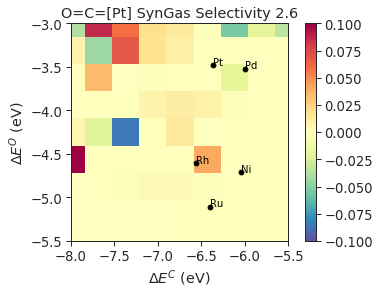 O=C=[Pt] SynGas Selectivity 2.6
ΔE^O (eV)
−3.0
−3.5
−4.0
−4.5
−5.0
−5.5
Pt
Pd
Rh
Ni
Ru
−8.0 −7.5 −7.0 −6.5 −6.0 −5.5
ΔE^C (eV)
0.100
0.075
0.050
0.025
0.000
−0.025
−0.050
−0.075
−0.100